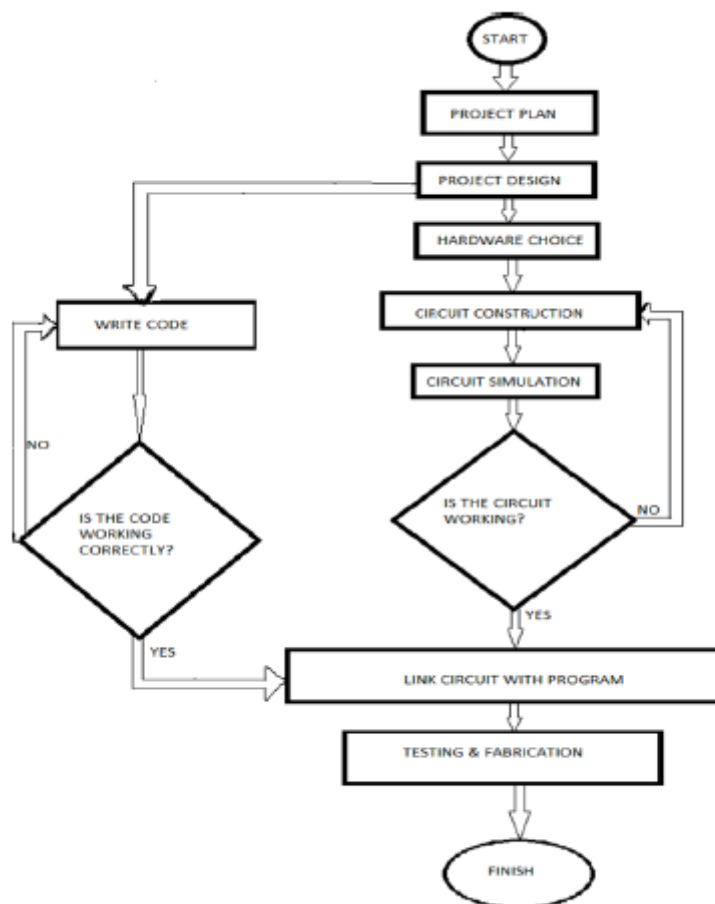 START
PROJECT PLAN
PROJECT DESIGN
HARDWARE CHOICE
WRITE CODE
CIRCUIT CONSTRUCTION
CIRCUIT SIMULATION
NO
IS THE CODE
WORKING
CORRECTLY?
IS THE CIRCUIT
WORKING?
NO
YES
YES
LINK CIRCUIT WITH PROGRAM
TESTING & FABRICATION
FINISH